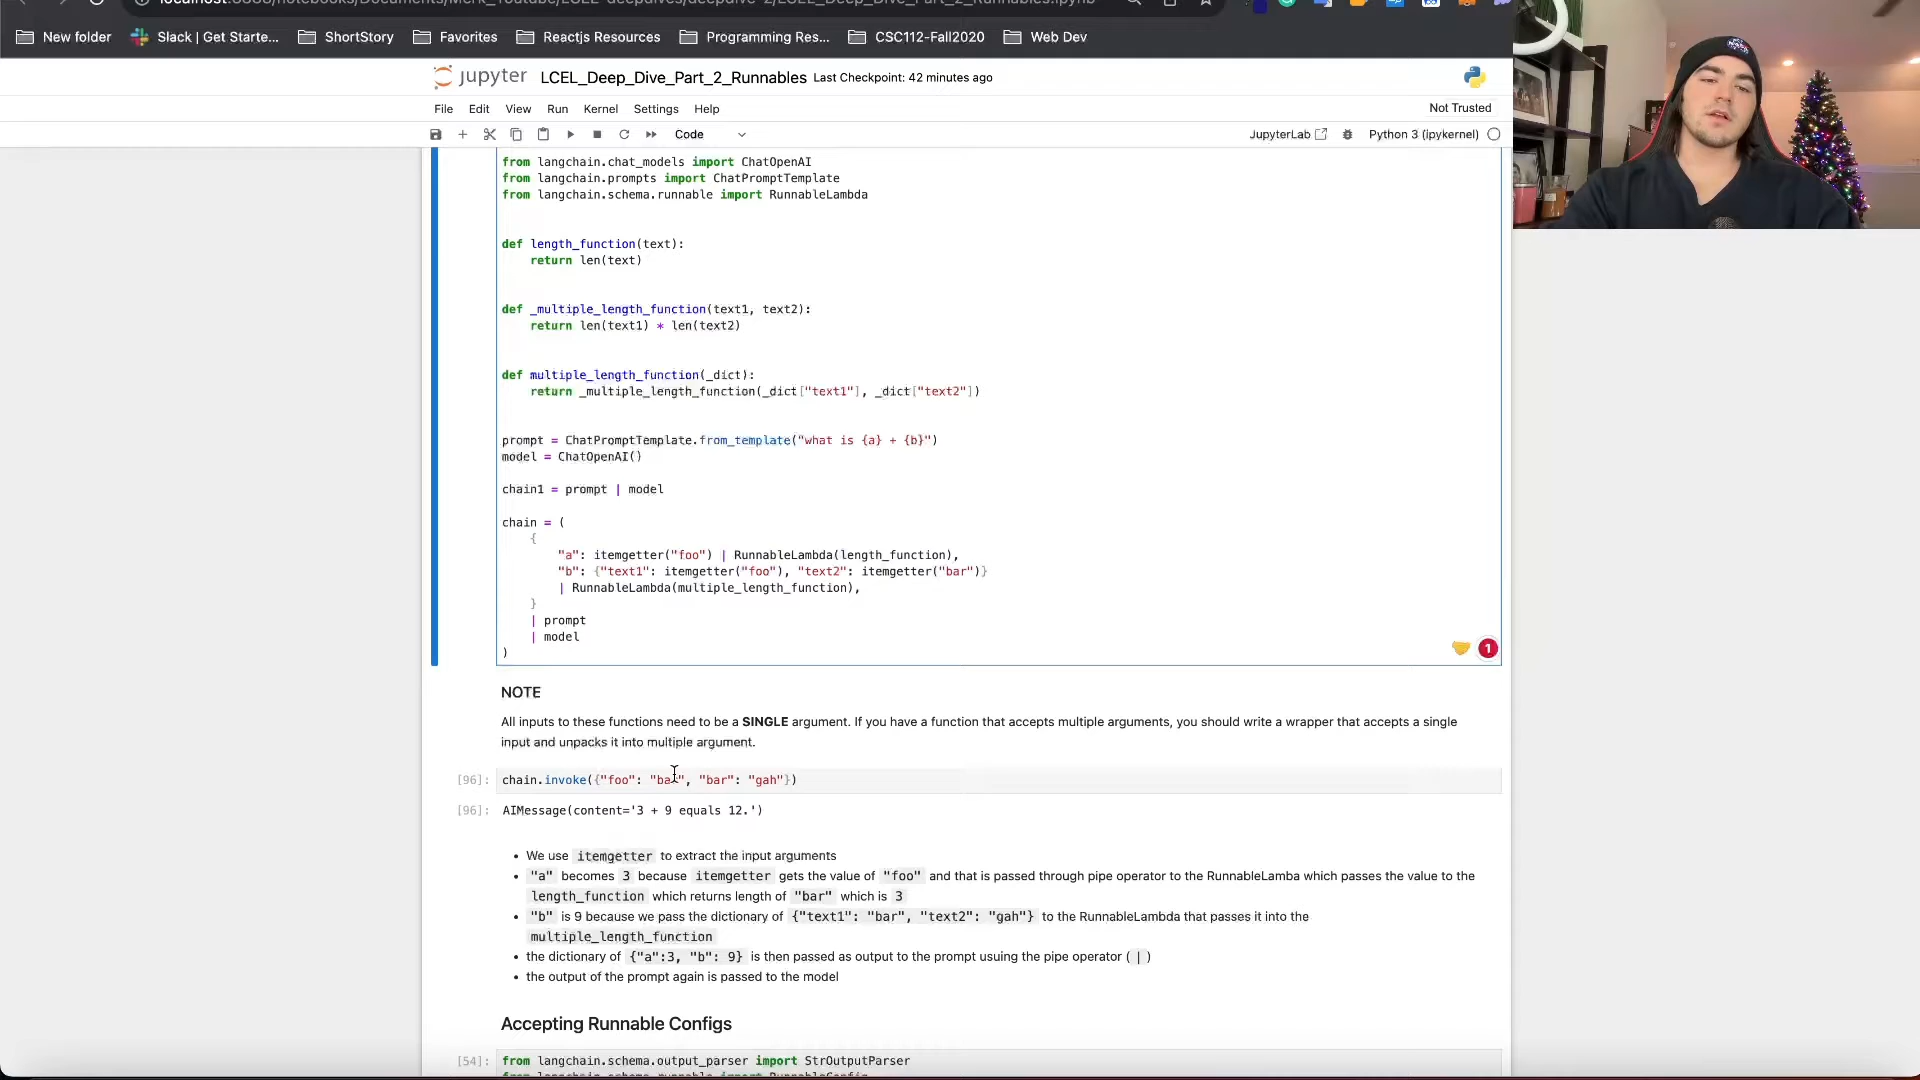 New folder
Slack | Get Starte...
ShortStory
Favorites
Reactjs Resources
Programming Res...
CSC112-Fall2020
Web Dev
jupyter
LCEL_Deep_Dive_Part_2_Runnables Last Checkpoint: 42 minutes ago
File Edit View Run Kernel Settings Help
Not Trusted
Code
JupyterLab
Python 3 (ipykernel)
from langchain.chat_models import ChatOpenAI
from langchain.prompts import ChatPromptTemplate
from langchain.schema.runnable import RunnableLambda
def length_function(text):
return len(text)
def _multiple_length_function(text1, text2):
return len(text1) * len(text2)
def multiple_length_function(_dict):
return _multiple_length_function(_dict["text1"], _dict["text2"])
prompt = ChatPromptTemplate.from_template("what is {a} + {b}")
model = ChatOpenAI()
chain1 = prompt | model
chain = (
{
"a": itemgetter("foo") | RunnableLambda(length_function),
"b": {"text1": itemgetter("foo"), "text2": itemgetter("bar")}
| RunnableLambda(multiple_length_function),
}
| prompt
| model
)
1
NOTE
All inputs to these functions need to be a SINGLE argument. If you have a function that accepts multiple arguments, you should write a wrapper that accepts a single
input and unpacks it into multiple argument.
[96]: chain.invoke({"foo": "bar", "bar": "gah"})
[96]: AIMessage(content='3 + 9 equals 12.')
• We use itemgetter to extract the input arguments
• "a" becomes 3 because itemgetter gets the value of "foo" and that is passed through pipe operator to the RunnableLamba which passes the value to the
length_function which returns length of "bar" which is 3
• "b" is 9 because we pass the dictionary of {"text1": "bar", "text2": "gah"} to the RunnableLambda that passes it into the
multiple_length_function
• the dictionary of {"a":3, "b": 9} is then passed as output to the prompt usuing the pipe operator ( | )
• the output of the prompt again is passed to the model
Accepting Runnable Configs
[54]: from langchain.schema.output_parser import StrOutputParser